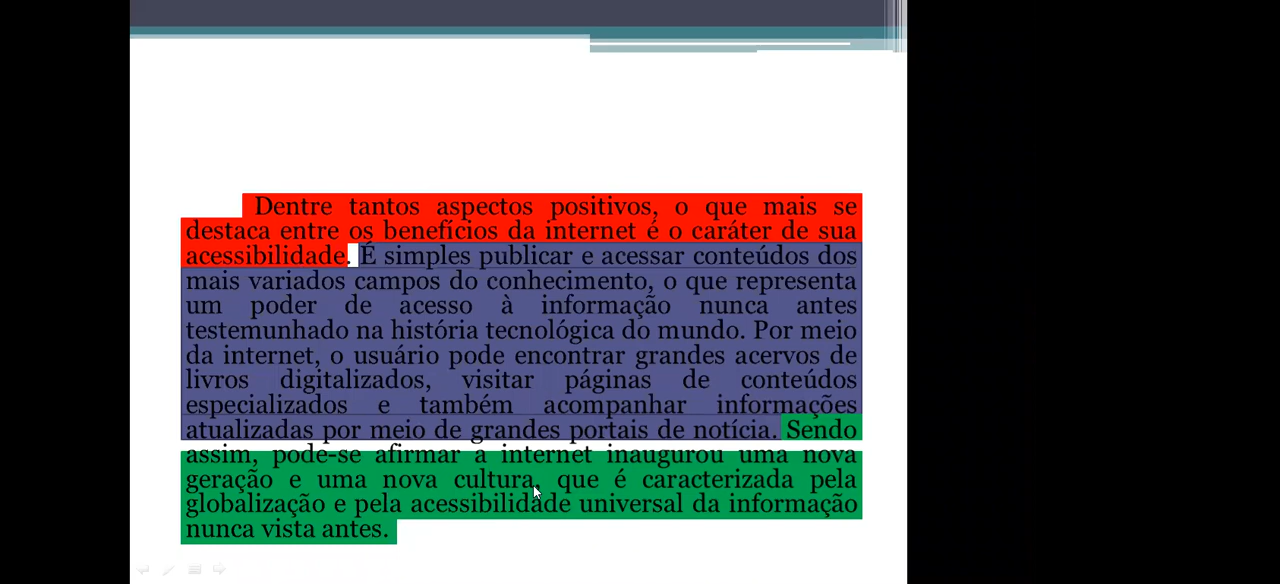 Dentre tantos aspectos positivos, o que mais se
destaca entre os benefícios da internet é o caráter de sua
acessibilidade. É simples publicar e acessar conteúdos dos
mais variados campos do conhecimento, o que representa
um poder de acesso à informação nunca antes
testemunhado na história tecnológica do mundo. Por meio
da internet, o usuário pode encontrar grandes acervos de
livros digitalizados, visitar páginas de conteúdos
especializados e também acompanhar informações
atualizadas por meio de grandes portais de notícia. Sendo
assim, pode-se afirmar a internet inaugurou uma nova
geração e uma nova cultura, que é caracterizada pela
globalização e pela acessibilidade universal da informação
nunca vista antes.